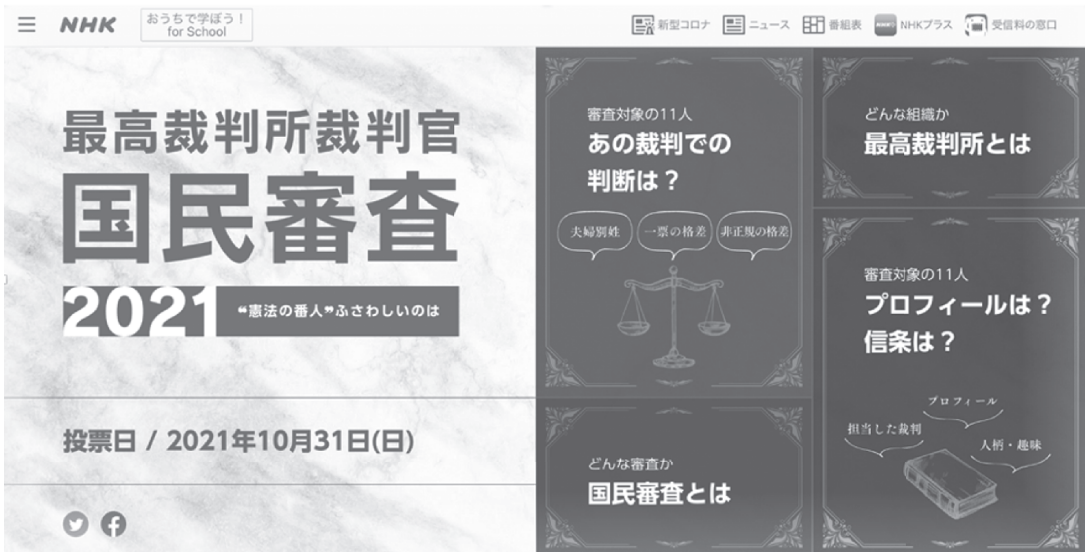 NHK
おうちで学ぼう！
for School
新型コロナ
ニュース
番組表
NHKプラス
受信料の窓口
最高裁判所裁判官
国民審査
2021
❝憲法の番人❞ふさわしいのは
投票日 / 2021年10月31日(日)
審査対象の11人
あの裁判での
判断は？
夫婦別姓
一票の格差
非正規の格差
どんな審査か
国民審査とは
どんな組織か
最高裁判所とは
審査対象の11人
プロフィールは？
信条は？
プロフィール
担当した裁判
人柄・趣味